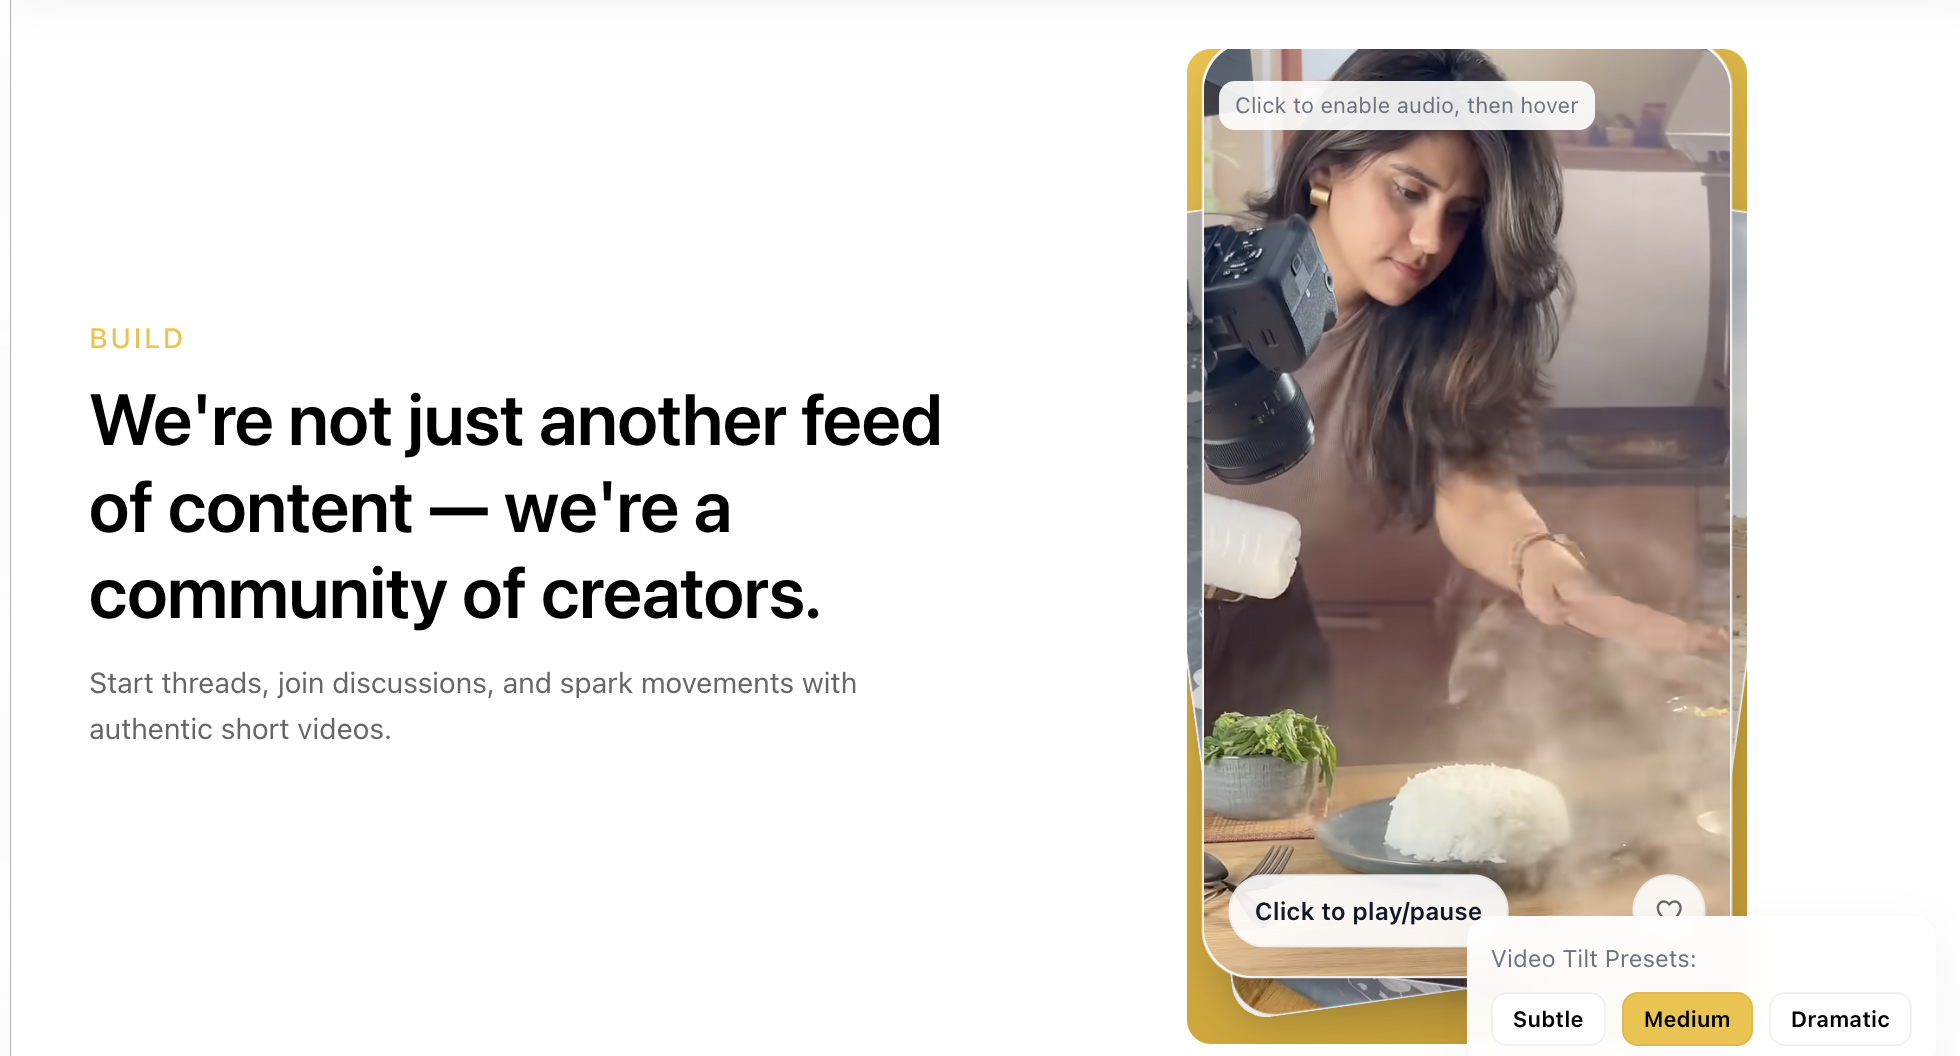 BUILD
We're not just another feed
of content — we're a
community of creators.
Start threads, join discussions, and spark movements with
authentic short videos.
Click to enable audio, then hover
Click to play/pause
Video Tilt Presets:
Subtle
Medium
Dramatic